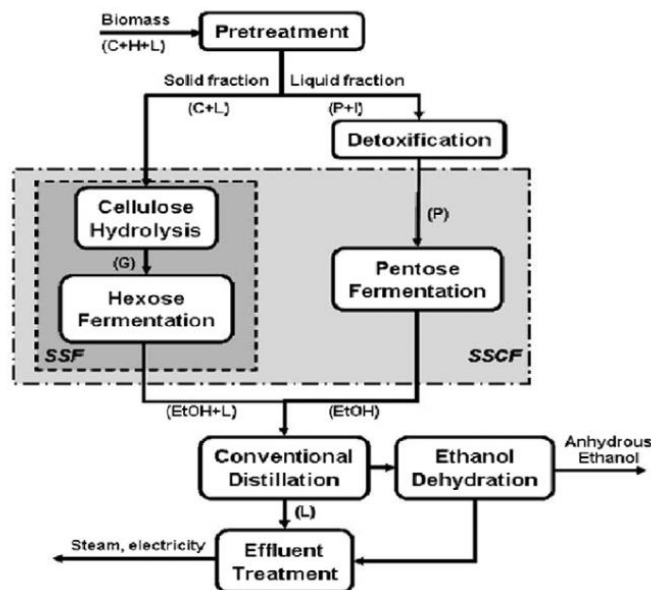 Biomass
(C+H+L)
Pretreatment
Solid fraction
Liquid fraction
(C+L)
(P+I)
Detoxification
Cellulose
Hydrolysis
(P)
(G)
Pentose
Fermentation
Hexose
Fermentation
SSF
SSCF
(EtOH+L)
(EtOH)
Conventional
Distillation
Ethanol
Dehydration
Anhydrous
Ethanol
(L)
Steam, electricity
Effluent
Treatment